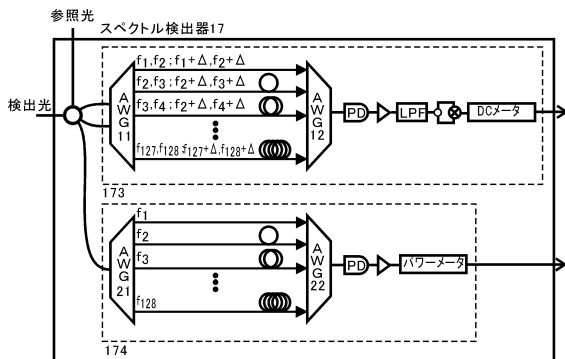 参照光
スペクトル検出器17
検出光
f1,f2;f1+Δ,f2+Δ
f2,f3;f2+Δ,f3+Δ
f3,f4;f2+Δ,f4+Δ
f127,f128;f127+Δ,f128+Δ
AWG11
AWG12
PD
LPF
DCメータ
173
f1
f2
f3
f128
AWG21
AWG22
PD
パワーメータ
174